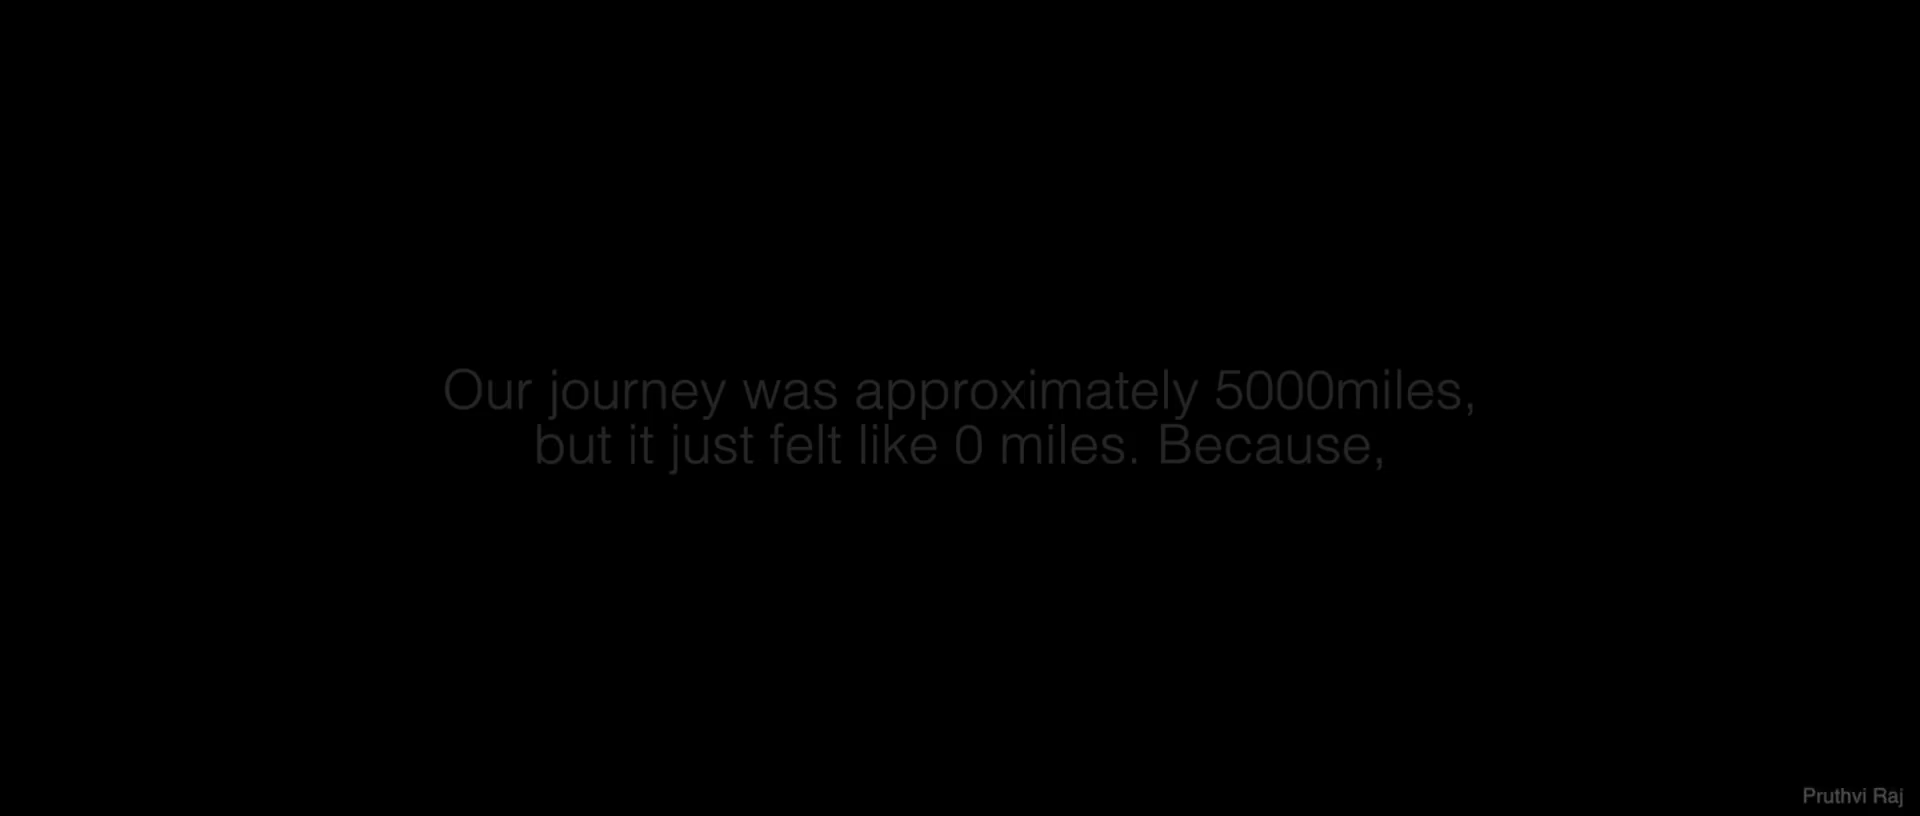 Our journey was approximately 5000miles,
but it just felt like 0 miles. Because,
Pruthvi Raj